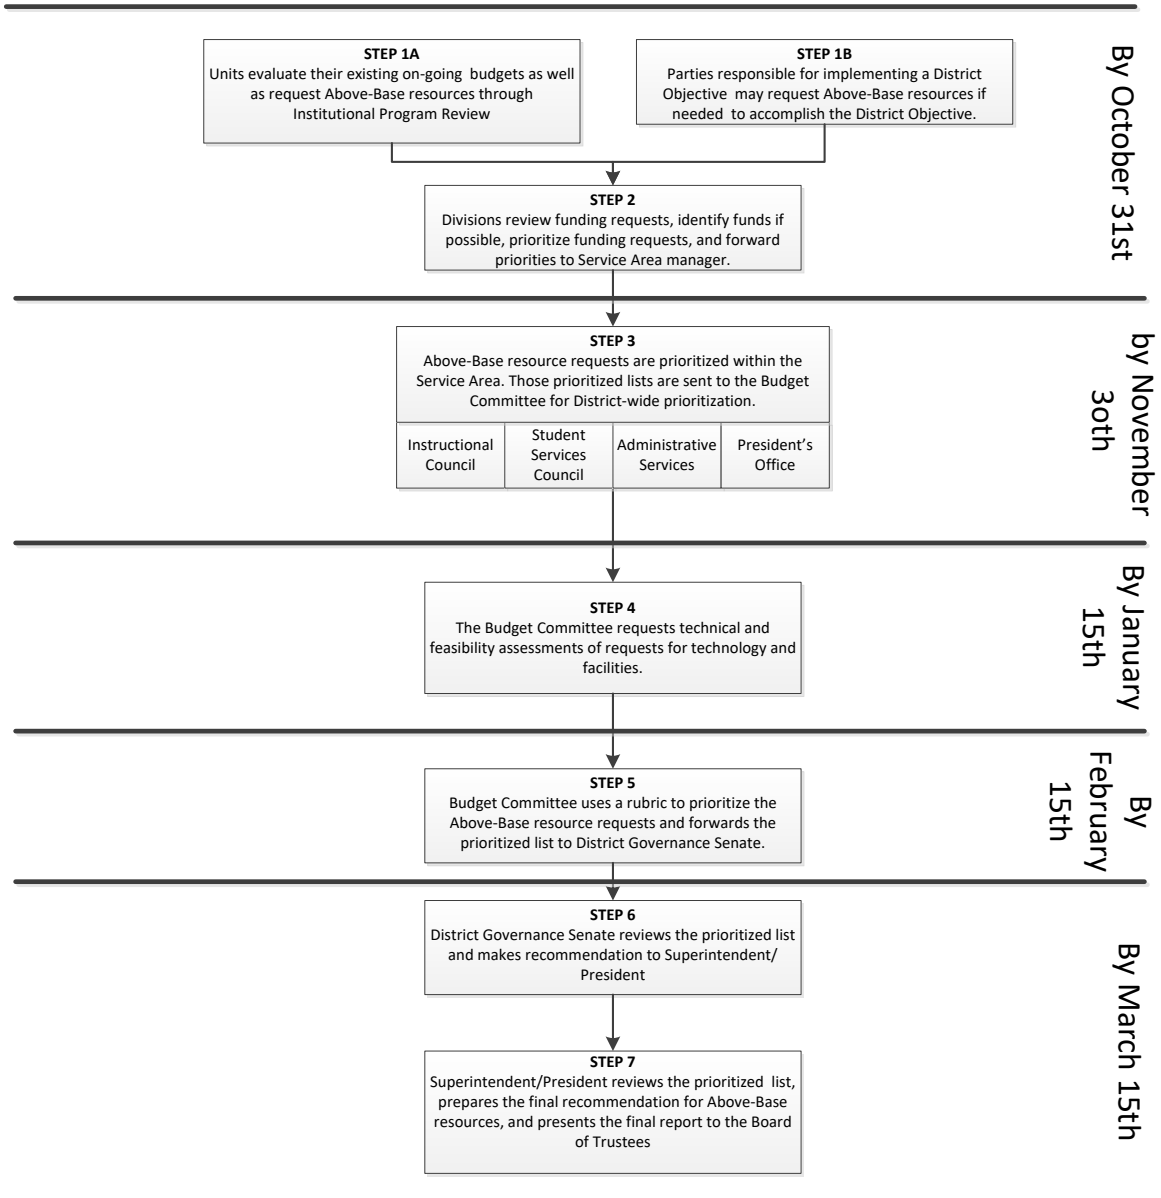 STEP 1A
Units evaluate their existing on-going budgets as well
as request Above-Base resources through
Institutional Program Review
STEP 1B
Parties responsible for implementing a District
Objective may request Above-Base resources if
needed to accomplish the District Objective.
By October 31st
STEP 2
Divisions review funding requests, identify funds if
possible, prioritize funding requests, and forward
priorities to Service Area manager.
STEP 3
Above-Base resource requests are prioritized within the
Service Area. Those prioritized lists are sent to the Budget
Committee for District-wide prioritization.
Instructional
Council
Student
Services
Council
Administrative
Services
President’s
Office
by November
3oth
STEP 4
The Budget Committee requests technical and
feasibility assessments of requests for technology and
facilities.
By January
15th
STEP 5
Budget Committee uses a rubric to prioritize the
Above-Base resource requests and forwards the
prioritized list to District Governance Senate.
By
February
15th
STEP 6
District Governance Senate reviews the prioritized list
and makes recommendation to Superintendent/
President
STEP 7
Superintendent/President reviews the prioritized list,
prepares the final recommendation for Above-Base
resources, and presents the final report to the Board
of Trustees
By March 15th